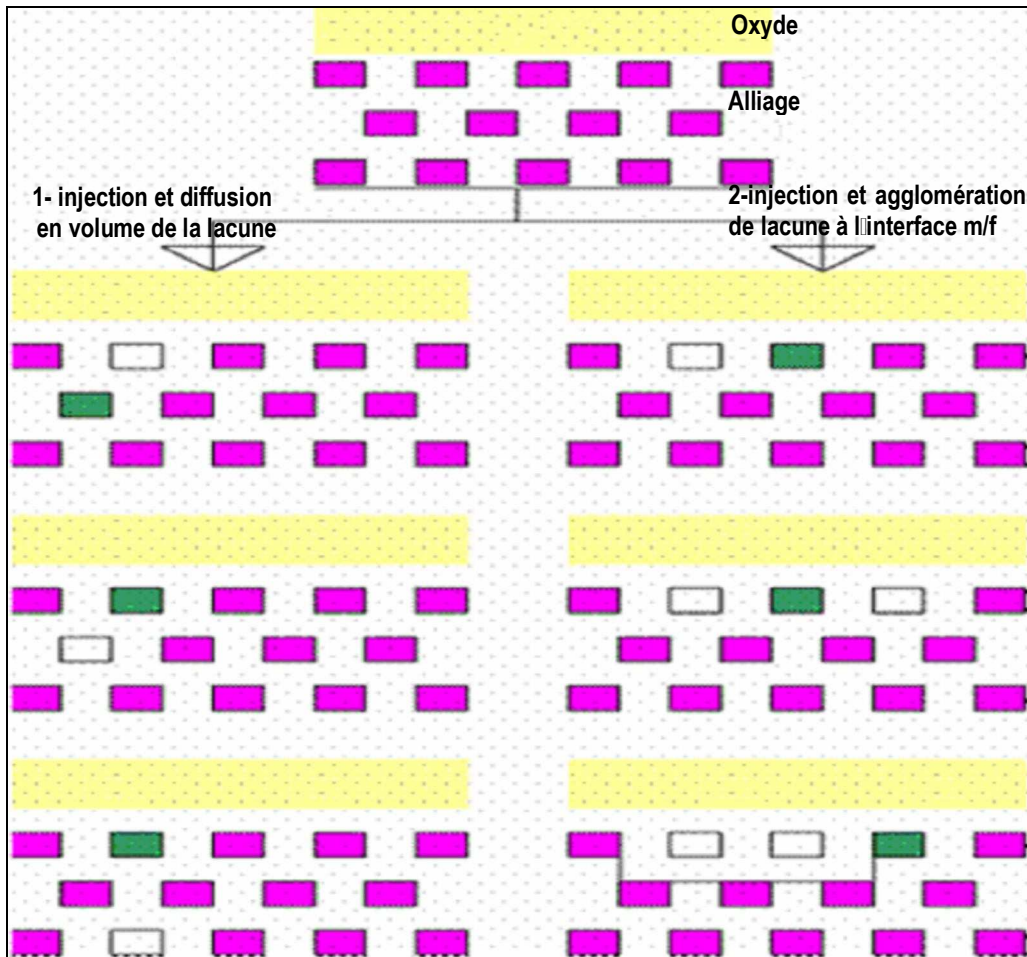 Oxyde
Alliage
1- injection et diffusion
en volume de la lacune
2-injection et agglomération
de lacune à l▯interface m/f